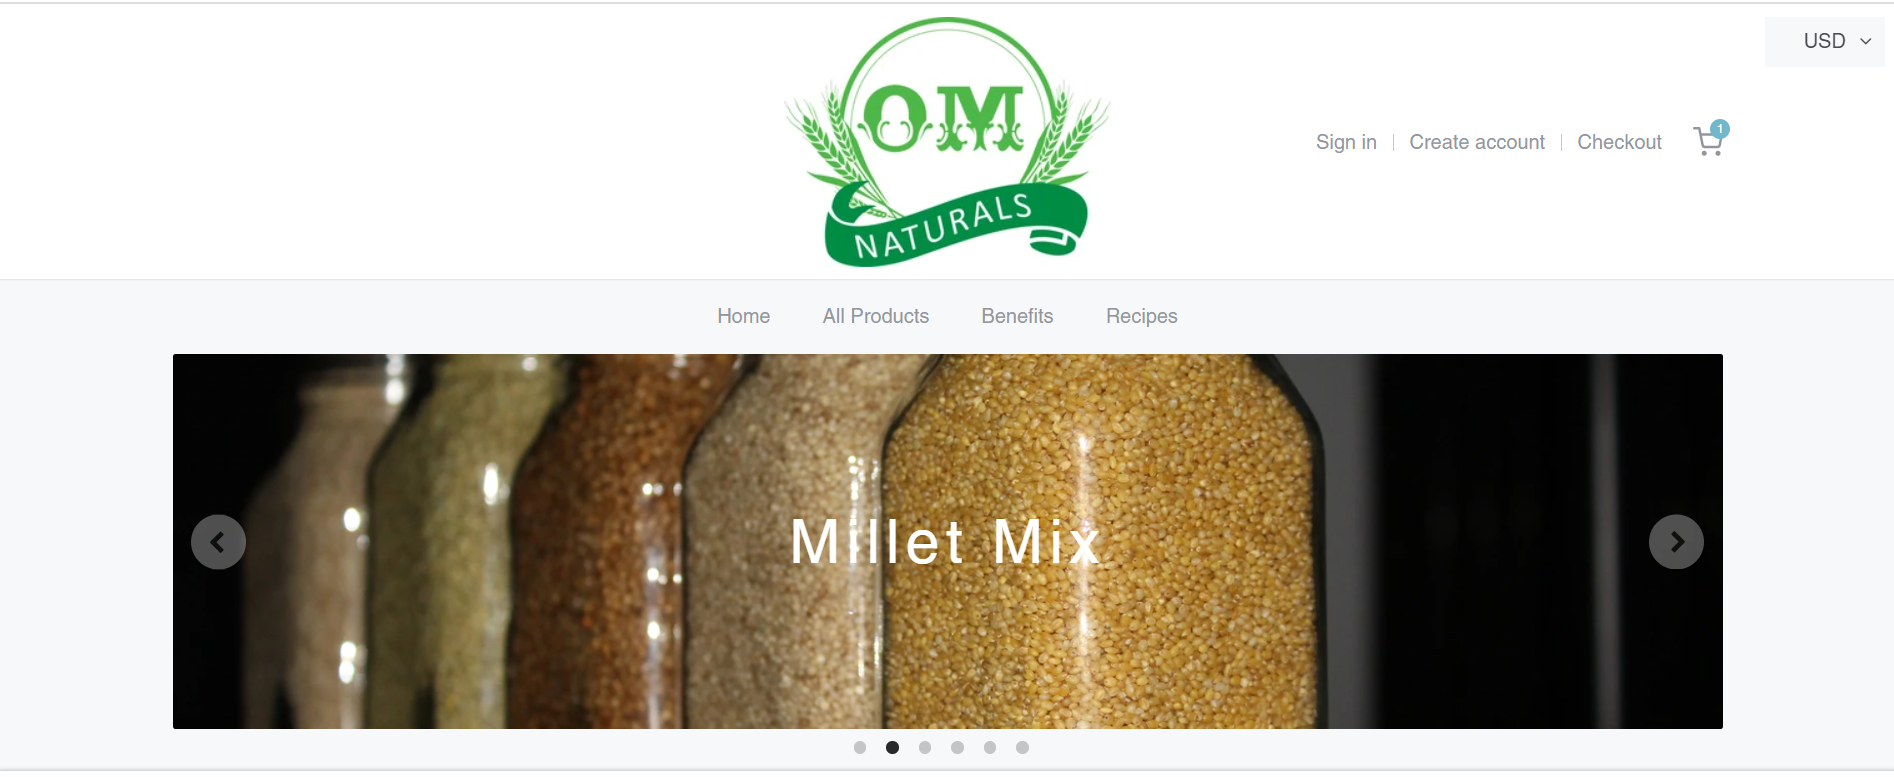 USD
OM
NATURALS
Sign in
Create account
Checkout
1
Home
All Products
Benefits
Recipes
Millet Mix